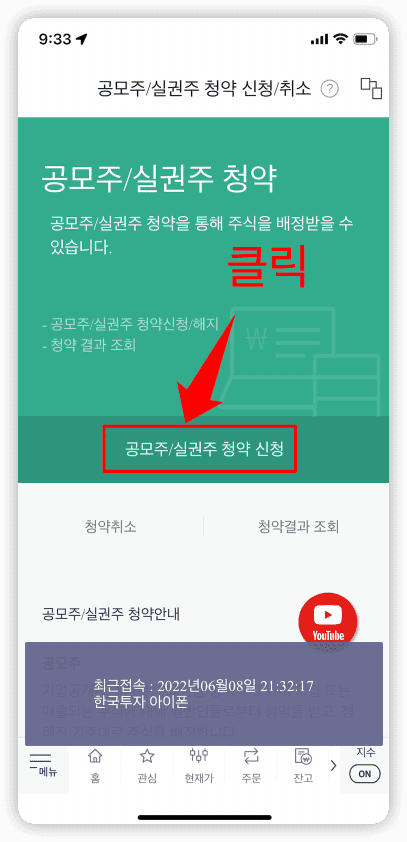 9:33
공모주/실권주 청약 신청/취소 ?
공모주/실권주 청약
공모주/실권주 청약을 통해 주식을 배정받을 수
있습니다.
클릭
- 공모주/실권주 청약신청/해지
- 청약 결과 조회
₩
공모주/실권주 청약 신청
청약취소 청약결과 조회
공모주/실권주 청약안내
YouTube
공모주
최근접속 : 2022년06월08일 21:32:17
한국투자 아이폰
메뉴 홈 관심 현재가 주문 잔고 지수
ON